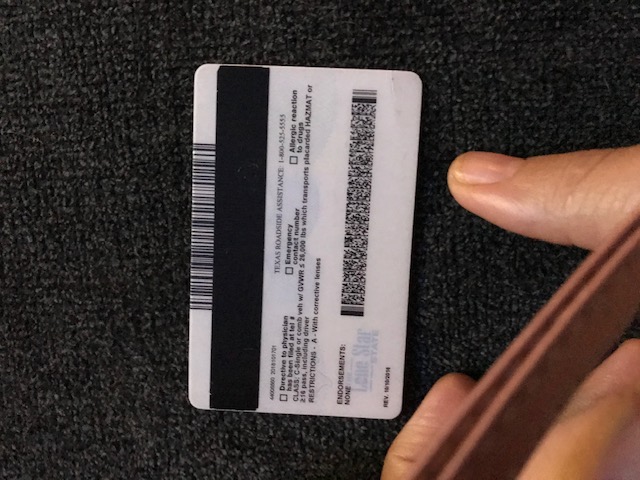 44006860 20181101701
TEXAS ROADSIDE ASSISTANCE: 1-800-525-5555
Directive to physician
has been filed at tel #
Emergency
contact number
Allergic reaction
to drugs
CLASS: C-Single or comb veh w/ GVWR ≤ 26,000 lbs which transports placarded HAZMAT or
≥16 pass, including driver
RESTRICTIONS - A - With corrective lenses
ENDORSEMENTS:
NONE
Lone Star
STATE
REV. 10/10/2016